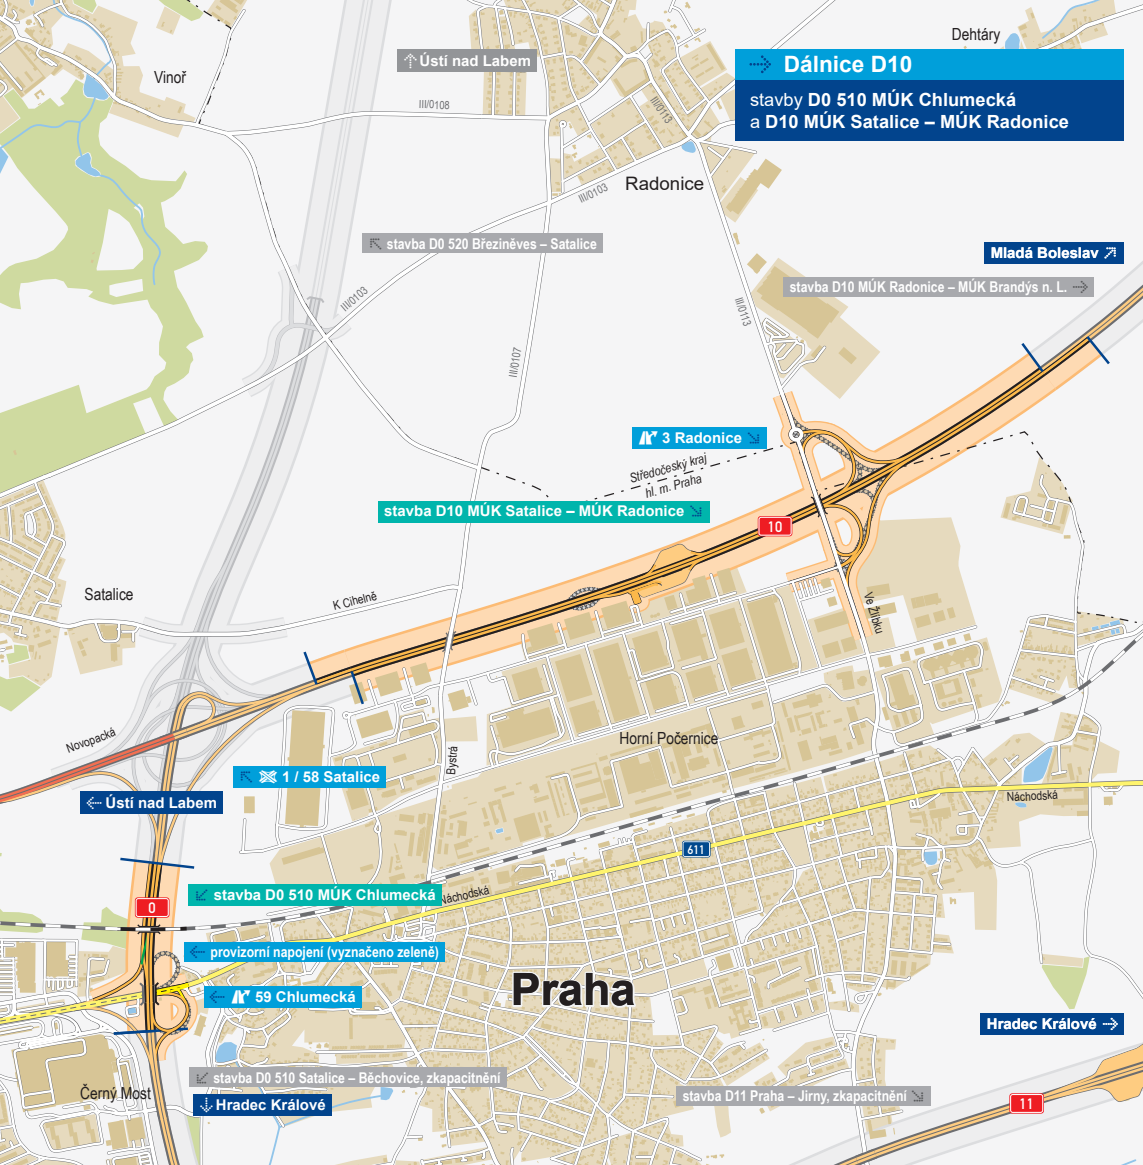 Dehtáry
Ústí nad Labem
Dálnice D10
Vinoř
stavby D0 510 MÚK Chlumecká
a D10 MÚK Satalice – MÚK Radonice
III/0108
III/0113
Radonice
III/0103
stavba D0 520 Březiněves – Satalice
Mladá Boleslav
stavba D10 MÚK Radonice – MÚK Brandýs n. L.
III/0103
III/0113
III/0107
3 Radonice
Středočeský kraj
hl. m. Praha
stavba D10 MÚK Satalice – MÚK Radonice
10
Satalice
K Cihelně
Ve Žlíbku
Novopacká
Horní Počernice
Bystrá
1 / 58 Satalice
Ústí nad Labem
Náchodská
611
stavba D0 510 MÚK Chlumecká
Náchodská
0
provizorní napojení (vyznačeno zeleně)
59 Chlumecká
Praha
Hradec Králové
stavba D0 510 Satalice – Běchovice, zkapacitnění
Černý Most
stavba D11 Praha – Jirny, zkapacitnění
Hradec Králové
11